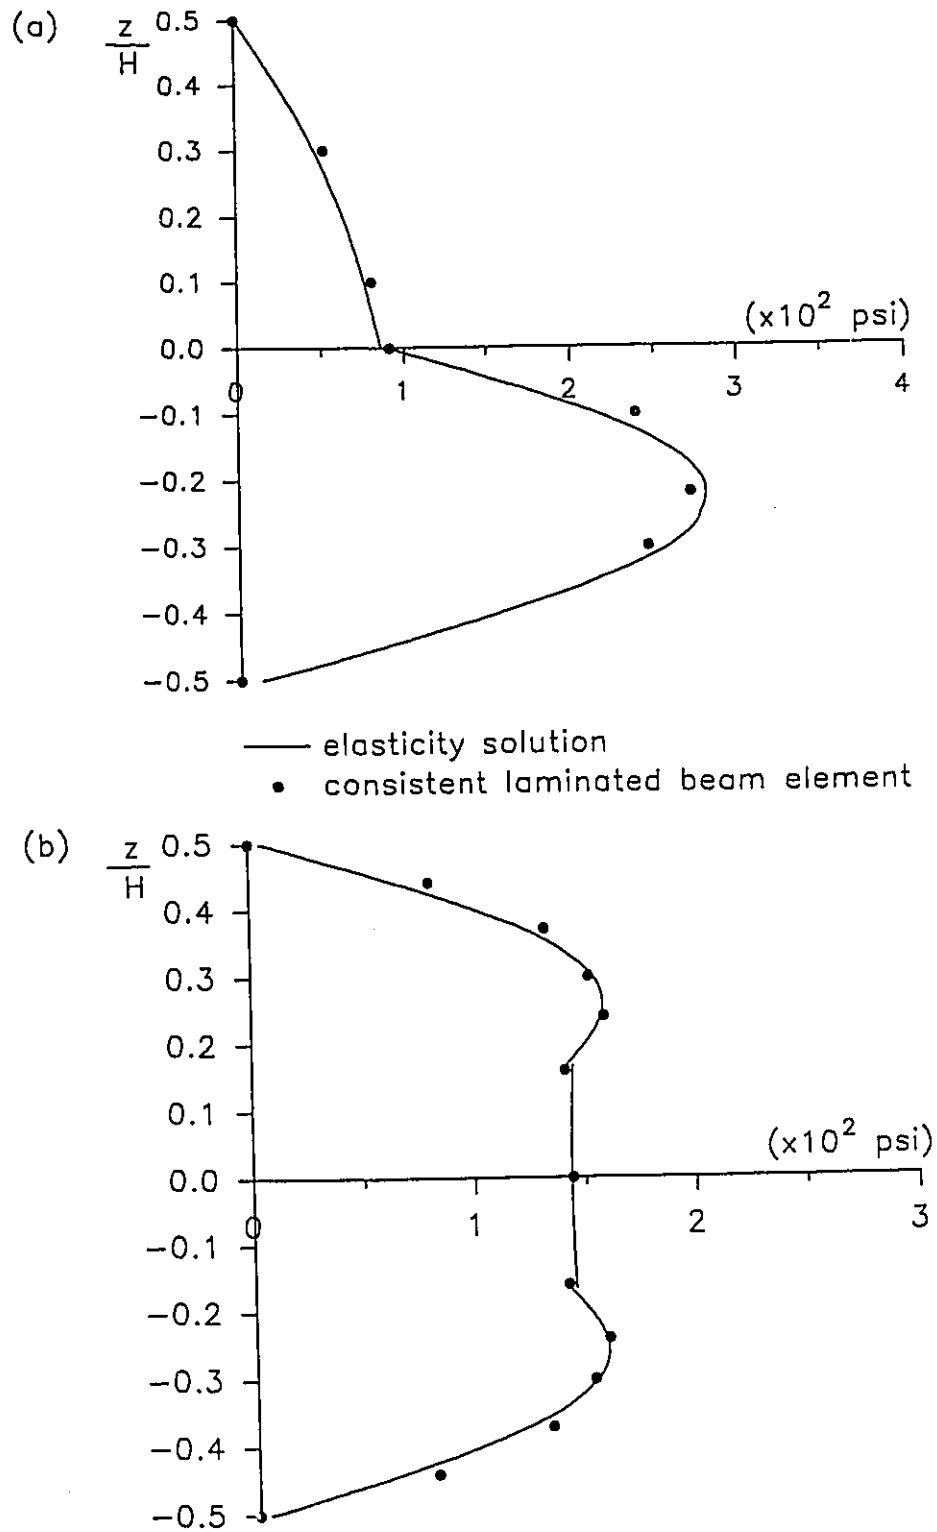 (a)
z/H
0.5
0.4
0.3
0.2
0.1
(x10² psi)
0.0
0 1 2 3 4
−0.1
−0.2
−0.3
−0.4
−0.5
elasticity solution
consistent laminated beam element
(b)
z/H
0.5
0.4
0.3
0.2
0.1
(x10² psi)
0.0
0 1 2 3
−0.1
−0.2
−0.3
−0.4
−0.5